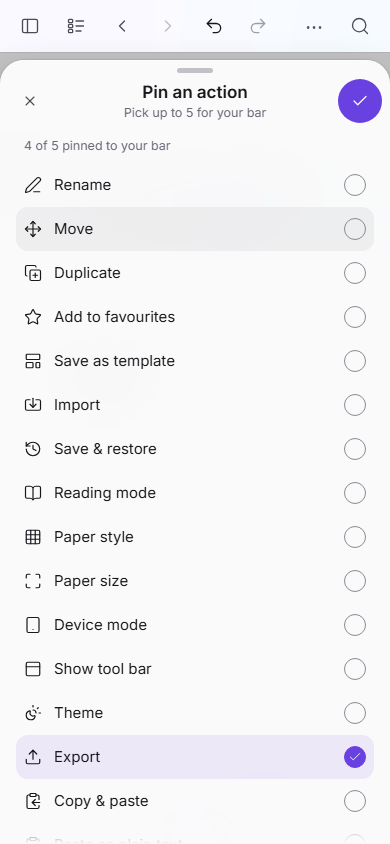 Pin an action
Pick up to 5 for your bar
4 of 5 pinned to your bar
Rename
Move
Duplicate
Add to favourites
Save as template
Import
Save & restore
Reading mode
Paper style
Paper size
Device mode
Show tool bar
Theme
Export
Copy & paste